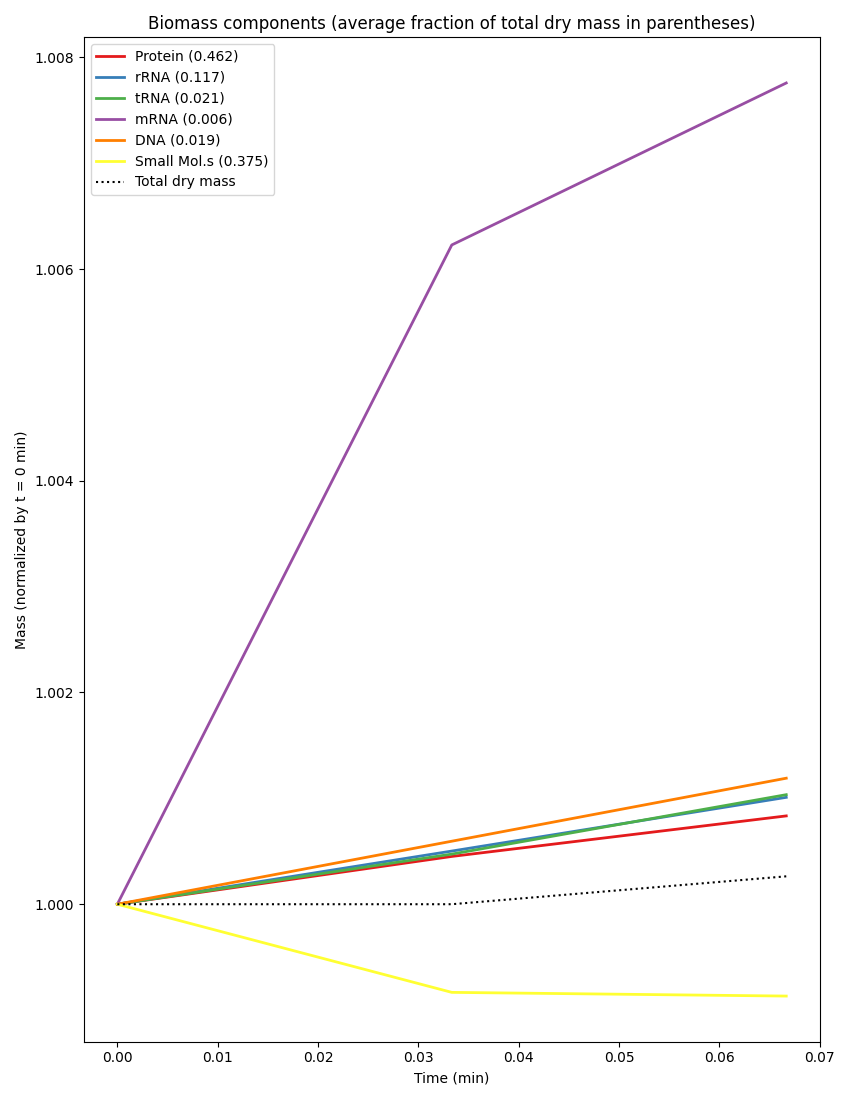 Biomass components (average fraction of total dry mass in parentheses)
Protein (0.462)
rRNA (0.117)
tRNA (0.021)
mRNA (0.006)
DNA (0.019)
Small Mol.s (0.375)
Total dry mass
1.008
1.006
1.004
1.002
1.000
Mass (normalized by t = 0 min)
0.00 0.01 0.02 0.03 0.04 0.05 0.06 0.07
Time (min)